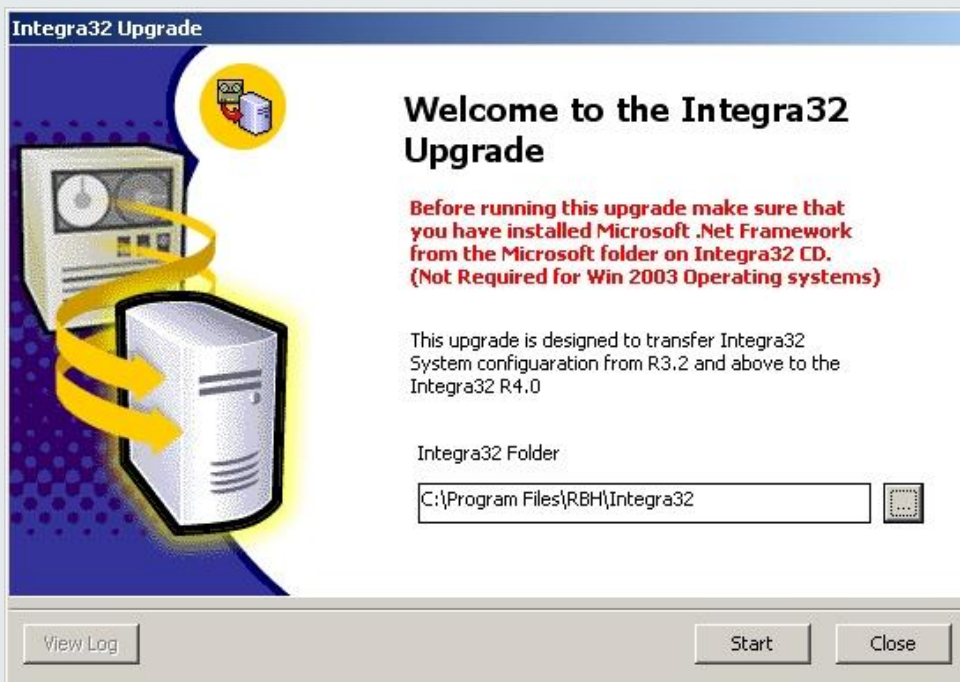 Integra32 Upgrade
Welcome to the Integra32
Upgrade
Before running this upgrade make sure that
you have installed Microsoft .Net Framework
from the Microsoft folder on Integra32 CD.
(Not Required for Win 2003 Operating systems)
This upgrade is designed to transfer Integra32
System configuaration from R3.2 and above to the
Integra32 R4.0
Integra32 Folder
C:\Program Files\RBH\Integra32
...
View Log
Start
Close